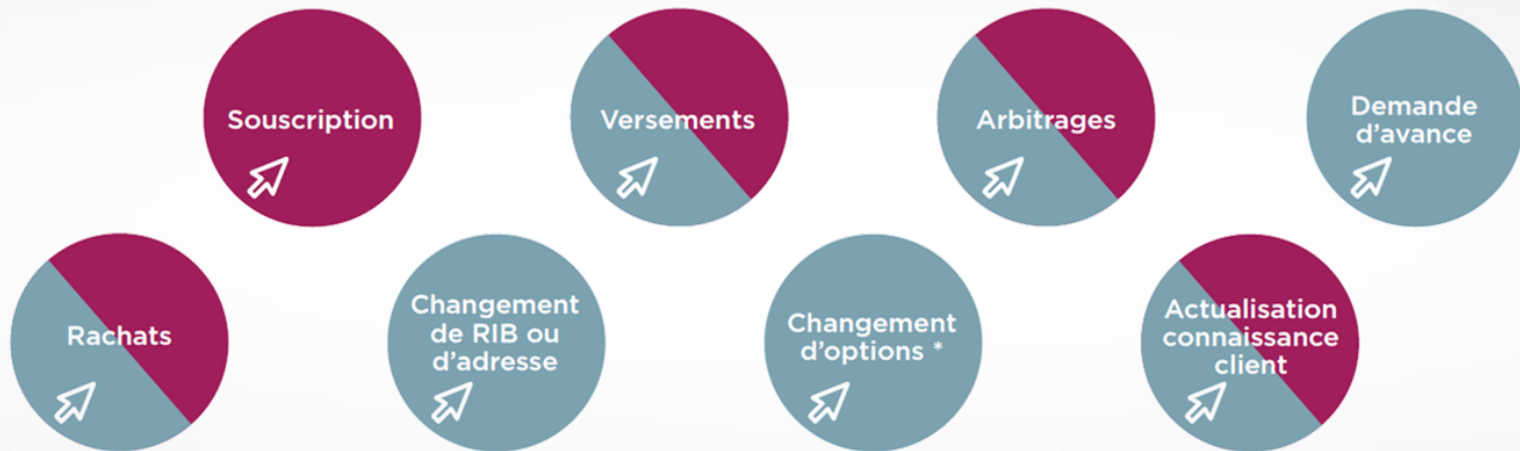 Souscription
Versements
Arbitrages
Demande
d’avance
Rachats
Changement
de RIB ou
d’adresse
Changement
d’options *
Actualisation
connaissance
client